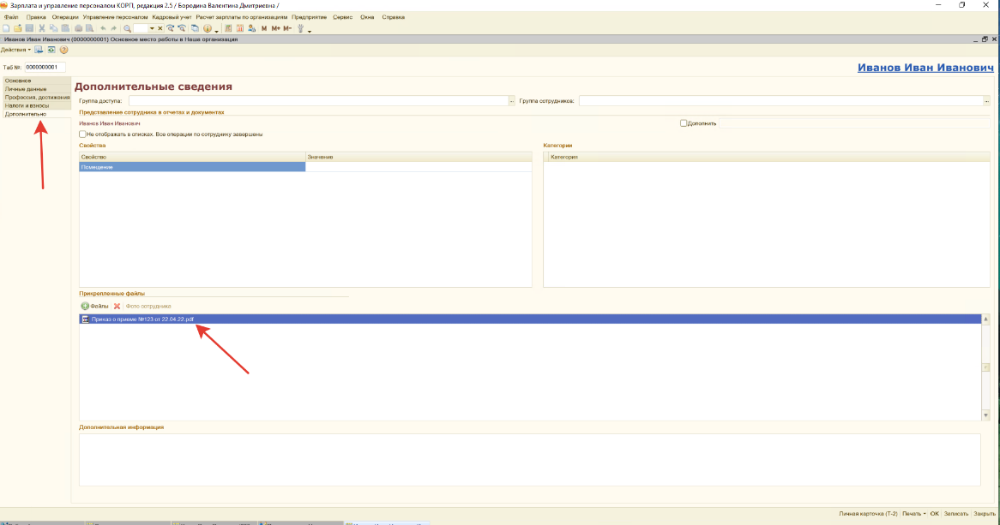 Зарплата и управление персоналом КОРП, редакция 2.5 / Бородина Валентина Дмитриевна /
Файл Правка Операции Управление персоналом Кадровый учет Расчет зарплаты по организациям Предприятие Сервис Окна Справка
M M+ M-
Иванов Иван Иванович (0000000001) Основное место работы в Наша организация
Действия
Таб №: 0000000001
Иванов Иван Иванович
Основное
Личные данные
Профессия, достижения
Налоги и взносы
Дополнительно
Дополнительные сведения
Группа доступа: ... Группа сотрудников: ...
Представление сотрудника в отчетах и документах
Иванов Иван Иванович
Дополнить
Не отображать в списках. Все операции по сотруднику завершены
Свойства
Категории
Свойство Значение
Категория
Помещение
Прикрепленные файлы
Файлы Фото сотрудника
Приказ о приеме №123 от 22.04.22.pdf
Дополнительная информация
Личная карточка (Т-2) Печать OK Записать Закрыть